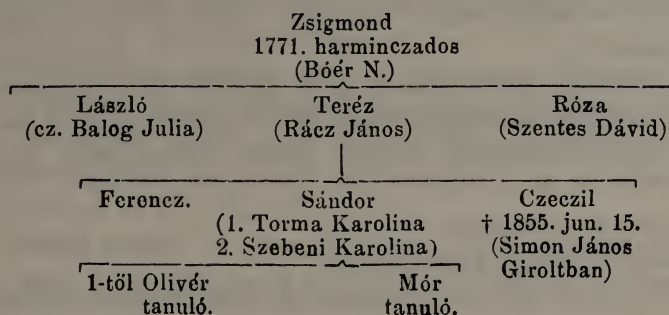 Zsigmond
1771. harminczados
(Bóér N.)
László Teréz Róza
(cz. Balog Julia) (Rácz János) (Szentes Dávid)
Ferencz. Sándor Czeczil
(1. Torma Karolina † 1855. jun. 15.
2. Szebeni Karolina) (Simon János
Giroltban)
1-től Olivér Mór
tanuló. tanuló.